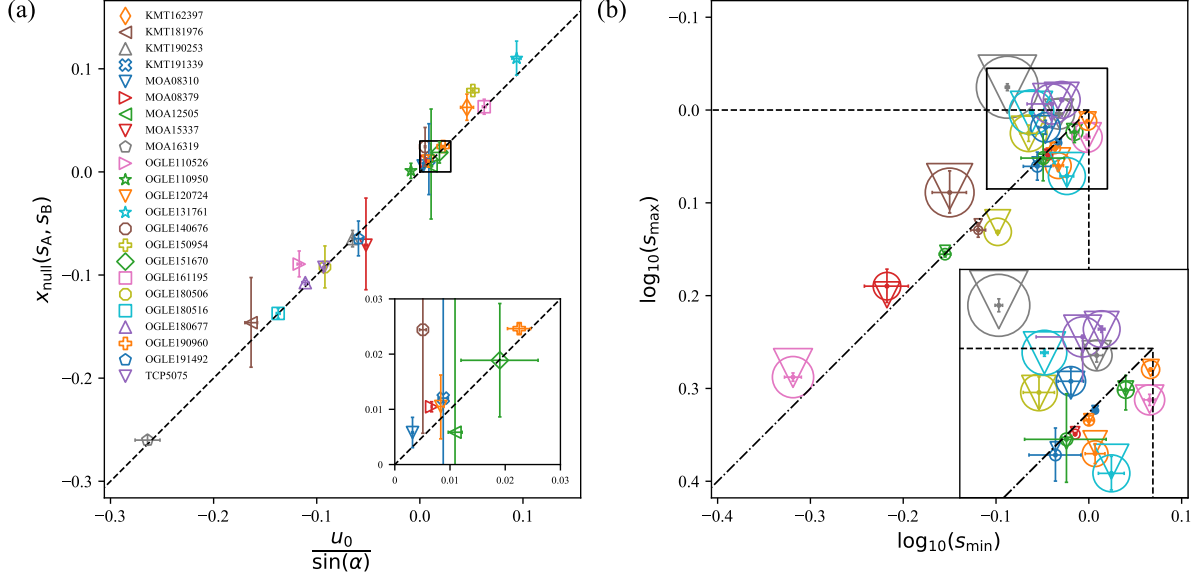 (a)
KMT162397
KMT181976
KMT190253
KMT191339
MOA08310
MOA08379
MOA12505
MOA15337
MOA16319
OGLE110526
OGLE110950
OGLE120724
OGLE131761
OGLE140676
OGLE150954
OGLE151670
OGLE161195
OGLE180506
OGLE180516
OGLE180677
OGLE190960
OGLE191492
TCP5075
0.1
0.0
−0.1
−0.2
−0.3
x_null(s_A, s_B)
−0.3 −0.2 −0.1 0.0 0.1
u_0
sin(α)
0.03
0.02
0.01
0
0 0.01 0.02 0.03
(b)
−0.1
0.0
0.1
0.2
0.3
0.4
log_10(s_max)
−0.4 −0.3 −0.2 −0.1 0.0 0.1
log_10(s_min)